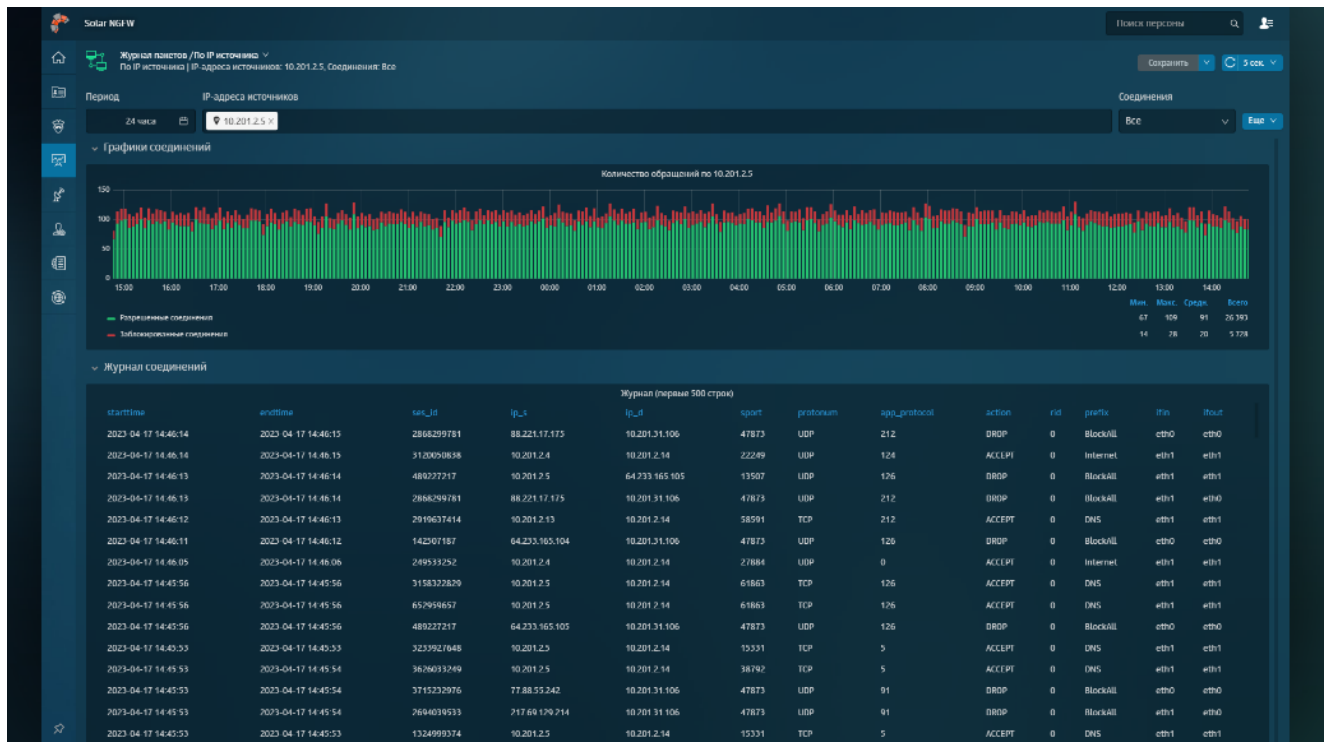 Solar NGFW
Поиск персоны
Журнал пакетов /По IP источника
По IP источника | IP-адреса источников: 10.201.2.5, Соединения: Все
Сохранить
5 сек.
Период
IP-адреса источников
Соединения
24 часа
10.201.2.5 ×
Все
Еще
Графики соединений
Количество обращений по 10.201.2.5
150
100
50
0
15:00 16:00 17:00 18:00 19:00 20:00 21:00 22:00 23:00 00:00 01:00 02:00 03:00 04:00 05:00 06:00 07:00 08:00 09:00 10:00 11:00 12:00 13:00 14:00
Мин. Макс. Средн. Всего
Разрешенные соединения 67 109 91 26 393
Заблокированные соединения 14 28 20 5 728
Журнал соединений
Журнал (первые 500 строк)
starttime endtime ses_id ip_s ip_d sport protonum app_protocol action rid prefix ifin ifout
2023-04-17 14:46:14 2023-04-17 14:46:15 2868299781 88.221.17.175 10.201.31.106 47873 UDP 212 DROP 0 BlockAll eth0 eth0
2023-04-17 14:46:14 2023-04-17 14:46:15 3120050838 10.201.2.4 10.201.2.14 22249 UDP 124 ACCEPT 0 Internet eth1 eth1
2023-04-17 14:46:13 2023-04-17 14:46:14 489227217 10.201.2.5 64.233.165.105 13507 UDP 126 DROP 0 BlockAll eth1 eth1
2023-04-17 14:46:13 2023-04-17 14:46:14 2868299781 88.221.17.175 10.201.31.106 47873 UDP 212 DROP 0 BlockAll eth1 eth0
2023-04-17 14:46:12 2023-04-17 14:46:13 2919637414 10.201.2.13 10.201.2.14 58591 TCP 212 ACCEPT 0 DNS eth1 eth1
2023-04-17 14:46:11 2023-04-17 14:46:12 142507187 64.233.165.104 10.201.31.106 47873 UDP 126 DROP 0 BlockAll eth0 eth0
2023-04-17 14:46:05 2023-04-17 14:46:06 249533252 10.201.2.4 10.201.2.14 27884 UDP 0 ACCEPT 0 Internet eth1 eth1
2023-04-17 14:45:56 2023-04-17 14:45:56 3158322829 10.201.2.5 10.201.2.14 61863 TCP 126 ACCEPT 0 DNS eth1 eth1
2023-04-17 14:45:56 2023-04-17 14:45:56 652959657 10.201.2.5 10.201.2.14 61863 TCP 126 ACCEPT 0 DNS eth1 eth1
2023-04-17 14:45:56 2023-04-17 14:45:56 489227217 64.233.165.105 10.201.31.106 47873 UDP 126 DROP 0 BlockAll eth0 eth0
2023-04-17 14:45:53 2023-04-17 14:45:53 3233927648 10.201.2.5 10.201.2.14 15331 TCP 5 ACCEPT 0 DNS eth1 eth1
2023-04-17 14:45:53 2023-04-17 14:45:54 3626033249 10.201.2.5 10.201.2.14 38792 TCP 5 ACCEPT 0 DNS eth1 eth1
2023-04-17 14:45:53 2023-04-17 14:45:54 3715232976 77.88.55.242 10.201.31.106 47873 UDP 91 DROP 0 BlockAll eth0 eth0
2023-04-17 14:45:53 2023-04-17 14:45:54 2694039533 217.69.129.214 10.201.31.106 47873 UDP 91 DROP 0 BlockAll eth1 eth0
2023-04-17 14:45:53 2023-04-17 14:45:53 1324999374 10.201.2.5 10.201.2.14 15331 TCP 5 ACCEPT 0 DNS eth1 eth1